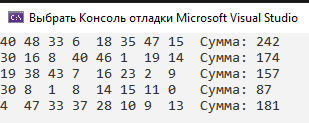 Выбрать Консоль отладки Microsoft Visual Studio
40 48 33 6  18 35 47 15  Сумма: 242
30 16 8  40 46 1  19 14  Сумма: 174
19 38 43 7  16 23 2  9   Сумма: 157
30 8  1  8  14 15 11 0   Сумма: 87
4  47 33 37 28 10 9  13  Сумма: 181